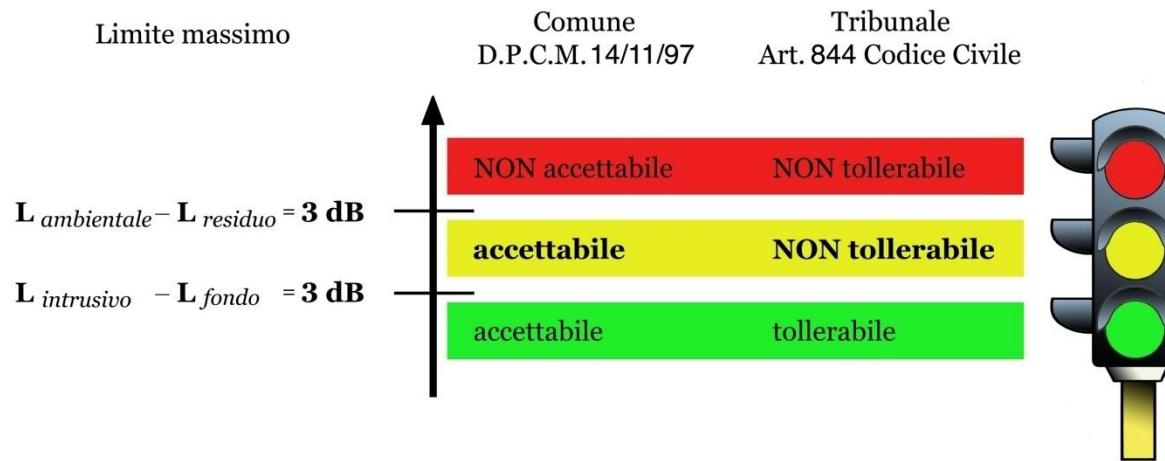 Limite massimo
Comune
D.P.C.M. 14/11/97
Tribunale
Art. 844 Codice Civile
NON accettabile NON tollerabile
L ambientale – L residuo = 3 dB
accettabile NON tollerabile
L intrusivo – L fondo = 3 dB
accettabile tollerabile